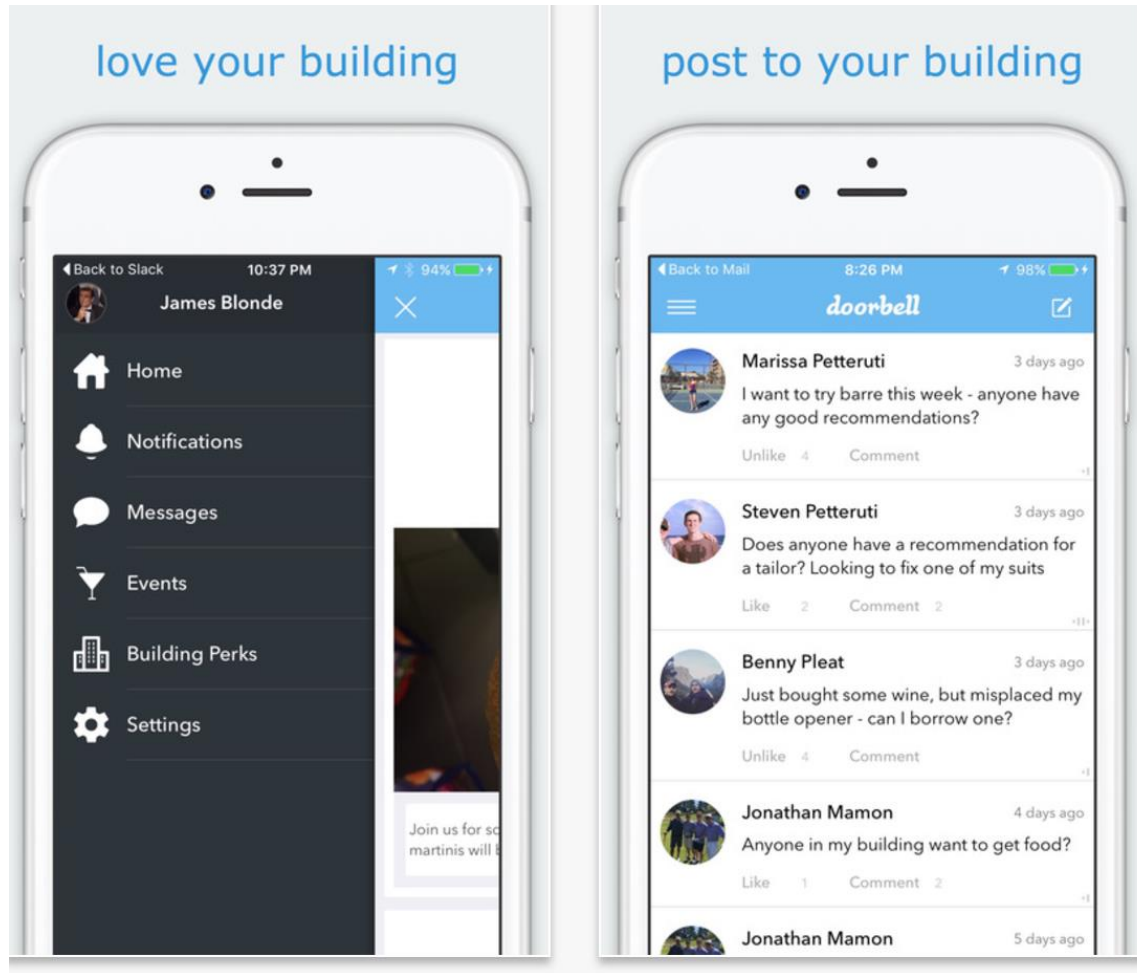 love your building
Back to Slack 10:37 PM 94%
James Blonde
Home
Notifications
Messages
Events
Building Perks
Settings
Join us for so
martinis will
post to your building
Back to Mail 8:26 PM 98%
doorbell
Marissa Petteruti 3 days ago
I want to try barre this week - anyone have
any good recommendations?
Unlike 4 Comment
Steven Petteruti 3 days ago
Does anyone have a recommendation for
a tailor? Looking to fix one of my suits
Like 2 Comment 2
Benny Pleat 3 days ago
Just bought some wine, but misplaced my
bottle opener - can I borrow one?
Unlike 4 Comment
Jonathan Mamon 4 days ago
Anyone in my building want to get food?
Like 1 Comment 2
Jonathan Mamon 5 days ago